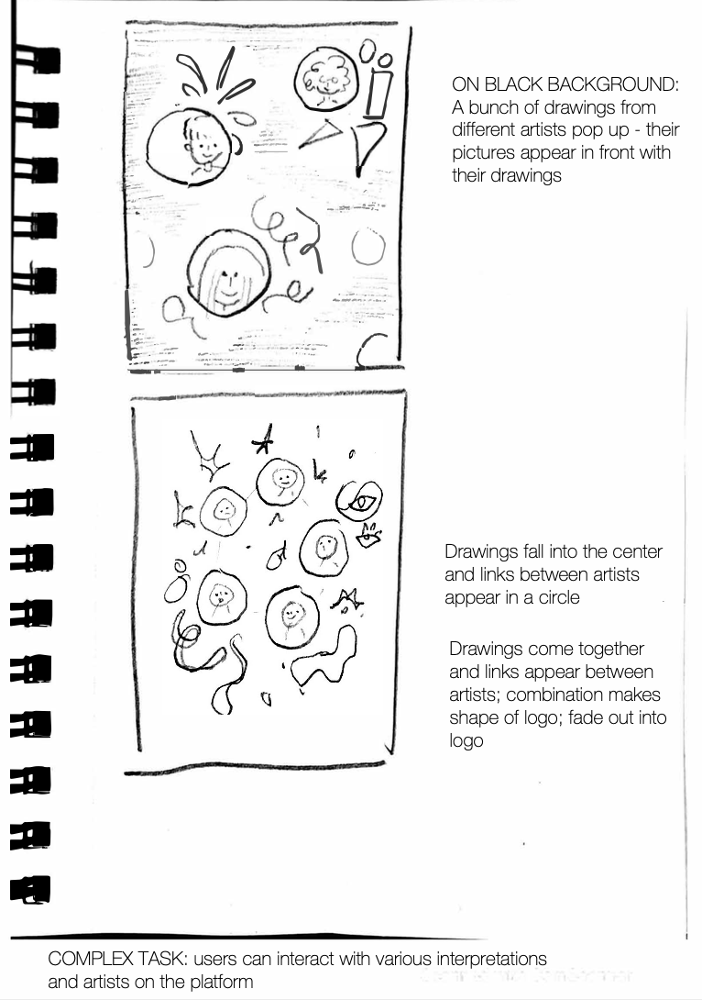 ON BLACK BACKGROUND:
A bunch of drawings from
different artists pop up - their
pictures appear in front with
their drawings
Drawings fall into the center
and links between artists
appear in a circle
Drawings come together
and links appear between
artists; combination makes
shape of logo; fade out into
logo
COMPLEX TASK: users can interact with various interpretations
and artists on the platform